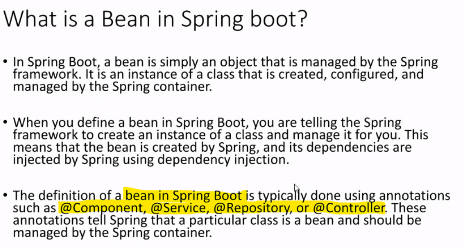 What is a Bean in Spring boot?
• In Spring Boot, a bean is simply an object that is managed by the Spring
framework. It is an instance of a class that is created, configured, and
managed by the Spring container.
• When you define a bean in Spring Boot, you are telling the Spring
framework to create an instance of a class and manage it for you. This
means that the bean is created by Spring, and its dependencies are
injected by Spring using dependency injection.
• The definition of a bean in Spring Boot is typically done using annotations
such as @Component, @Service, @Repository, or @Controller. These
annotations tell Spring that a particular class is a bean and should be
managed by the Spring container.